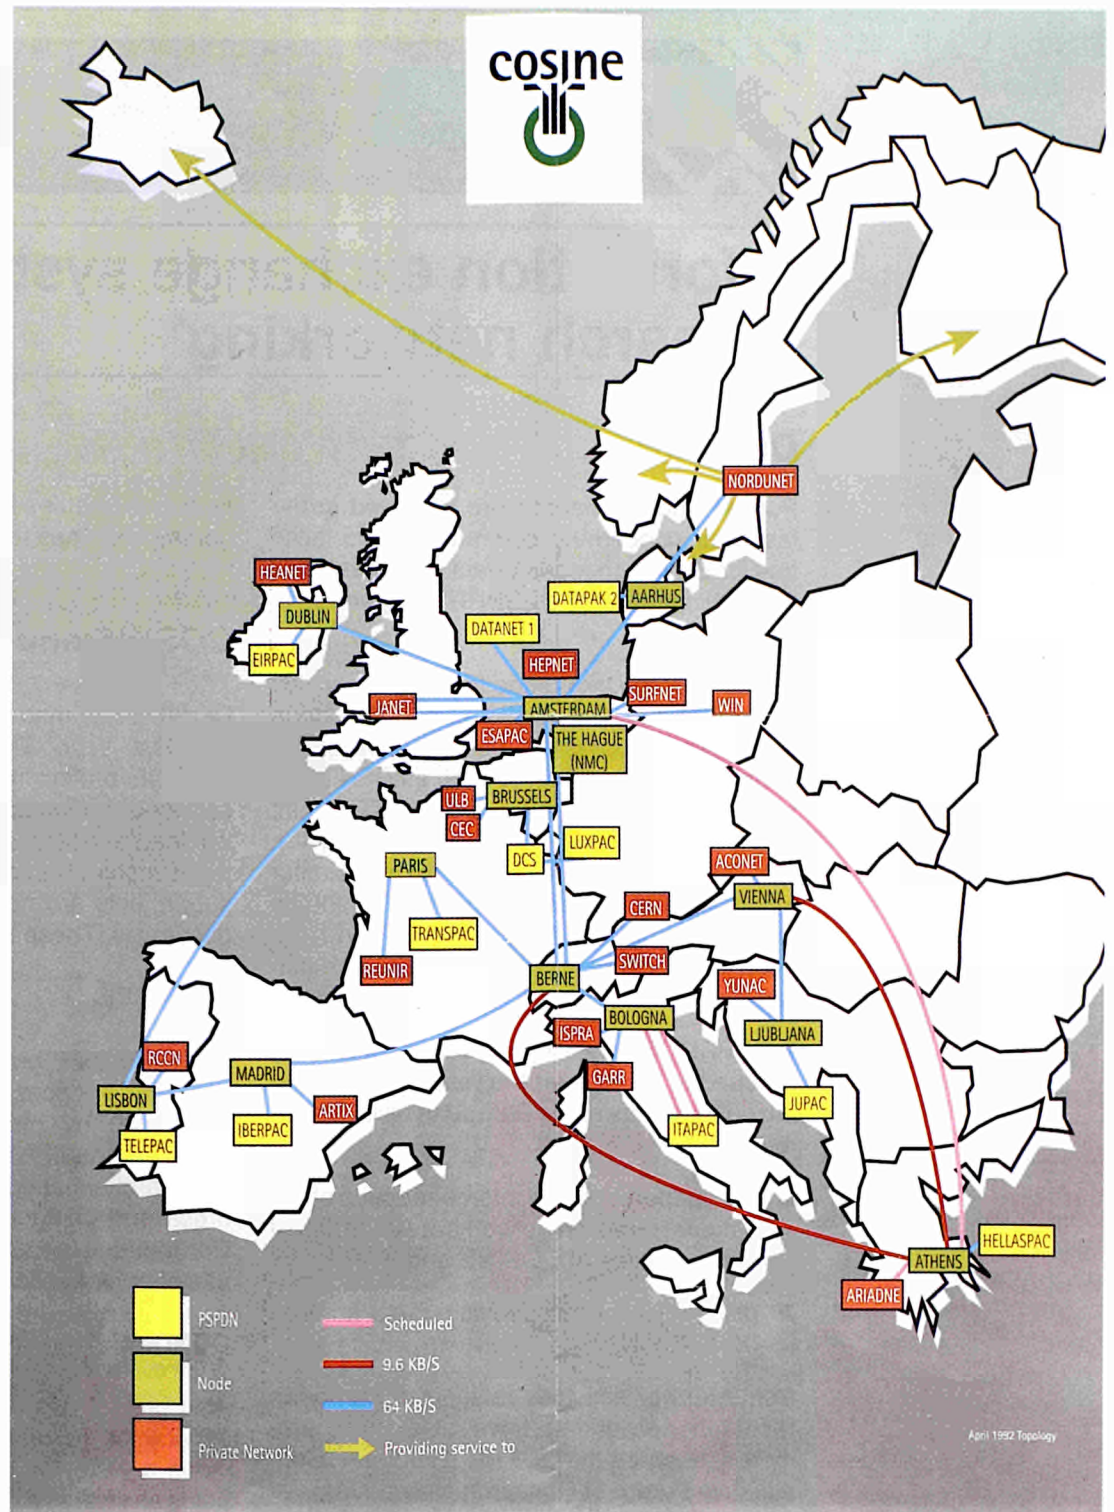 cosine
NORDUNET
HEANET
DUBLIN
EIRPAC
DATAPAK 2
AARHUS
DATANET 1
HEPNET
JANET
AMSTERDAM
SURFNET
WIN
ESAPAC
THE HAGUE
(NMC)
ULB
BRUSSELS
CEC
DCS
LUXPAC
PARIS
ACONET
VIENNA
TRANSPAC
CERN
REUNIR
BERNE
SWITCH
YUNAC
ISPRA
BOLOGNA
LJUBLJANA
RCCN
GARR
MADRID
LISBON
ARTIX
JUPAC
IBERPAC
ITAPAC
TELEPAC
HELLASPAC
ATHENS
ARIADNE
PSPDN
Node
Private Network
Scheduled
9.6 KB/S
64 KB/S
Providing service to
April 1992 Topology